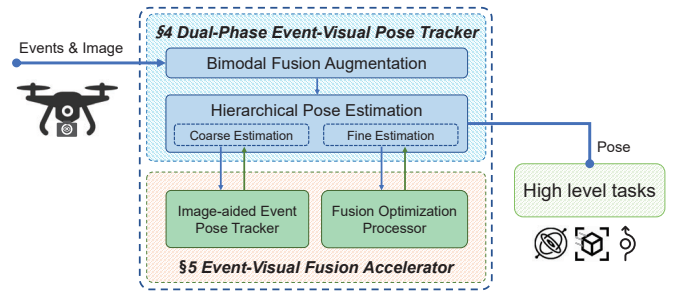 §4 Dual-Phase Event-Visual Pose Tracker
Events & Image
Bimodal Fusion Augmentation
Hierarchical Pose Estimation
Coarse Estimation
Fine Estimation
Pose
High level tasks
Image-aided Event
Pose Tracker
Fusion Optimization
Processor
§5 Event-Visual Fusion Accelerator